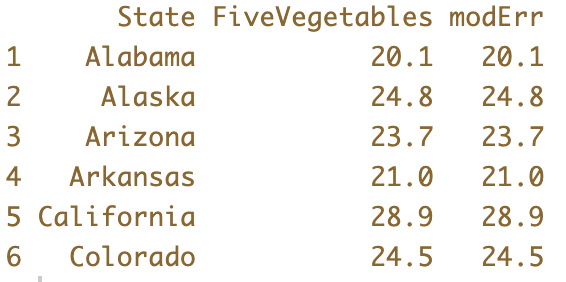 State FiveVegetables modErr
1 Alabama 20.1 20.1
2 Alaska 24.8 24.8
3 Arizona 23.7 23.7
4 Arkansas 21.0 21.0
5 California 28.9 28.9
6 Colorado 24.5 24.5